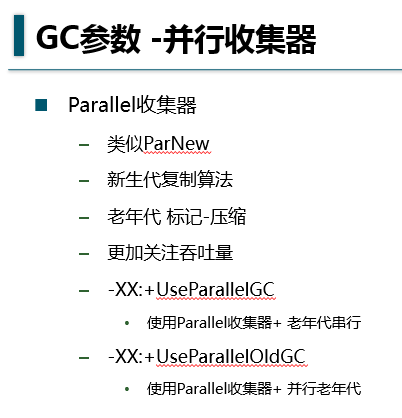 GC参数 -并行收集器
Parallel收集器
– 类似ParNew
– 新生代复制算法
– 老年代 标记-压缩
– 更加关注吞吐量
– -XX:+UseParallelGC
• 使用Parallel收集器+ 老年代串行
– -XX:+UseParallelOldGC
• 使用Parallel收集器+ 并行老年代